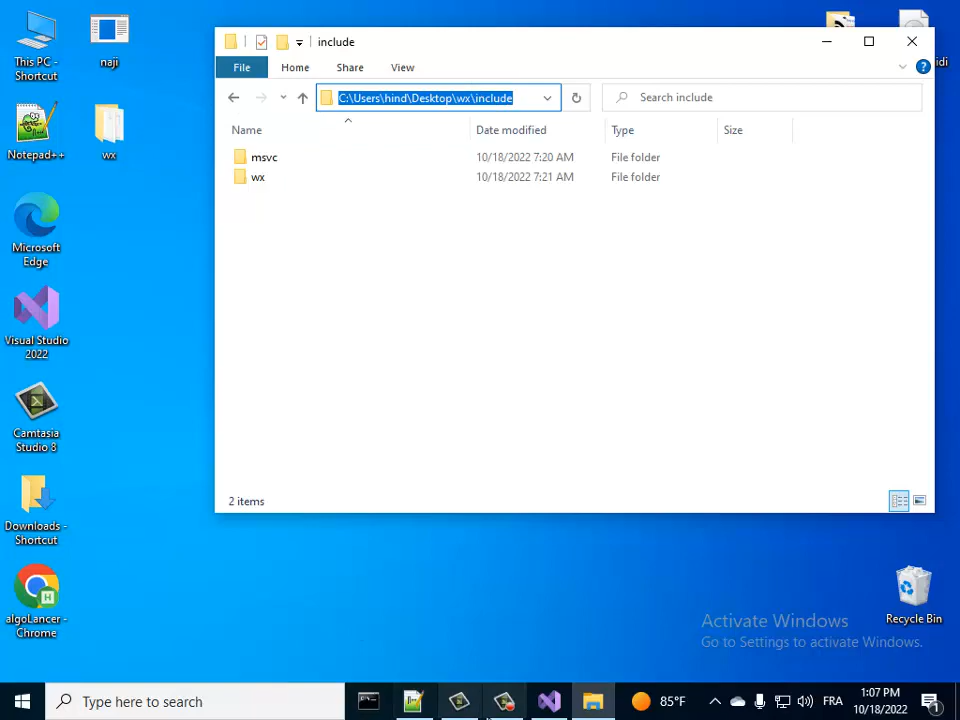 This PC -
Shortcut
naji
Notepad++
wx
Microsoft
Edge
Visual Studio
2022
Camtasia
Studio 8
Downloads -
Shortcut
algoLancer -
Chrome
include
File
Home
Share
View
C:\Users\hind\Desktop\wx\include
Search include
Name
Date modified
Type
Size
msvc
10/18/2022 7:20 AM
File folder
wx
10/18/2022 7:21 AM
File folder
2 items
idi
Activate Windows
Go to Settings to activate Windows.
Recycle Bin
Type here to search
85°F
FRA
1:07 PM
10/18/2022
1